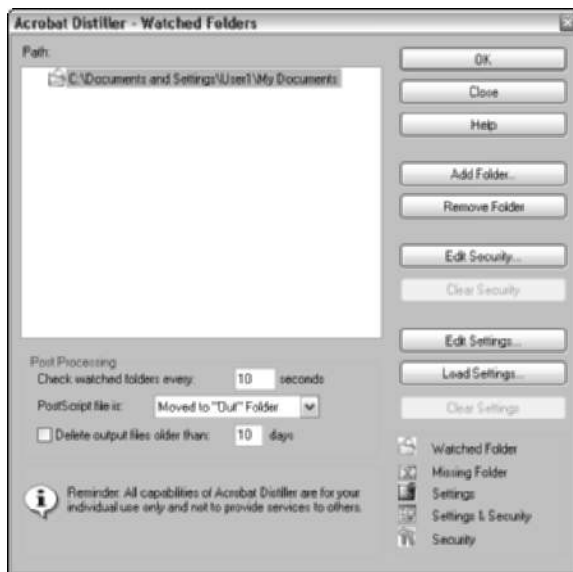 Acrobat Distiller - Watched Folders
Path:
C:\Documents and Settings\User1\My Documents
OK
Close
Help
Add Folder...
Remove Folder
Edit Security...
Clear Security
Edit Settings...
Load Settings...
Clear Settings
Post Processing
Check watched folders every: 10 seconds
PostScript file is: Moved to "Out" Folder
Delete output files older than: 10 days
Reminder: All capabilities of Acrobat Distiller are for your
individual use only and not to provide services to others.
Watched Folder
Missing Folder
Settings
Settings & Security
Security